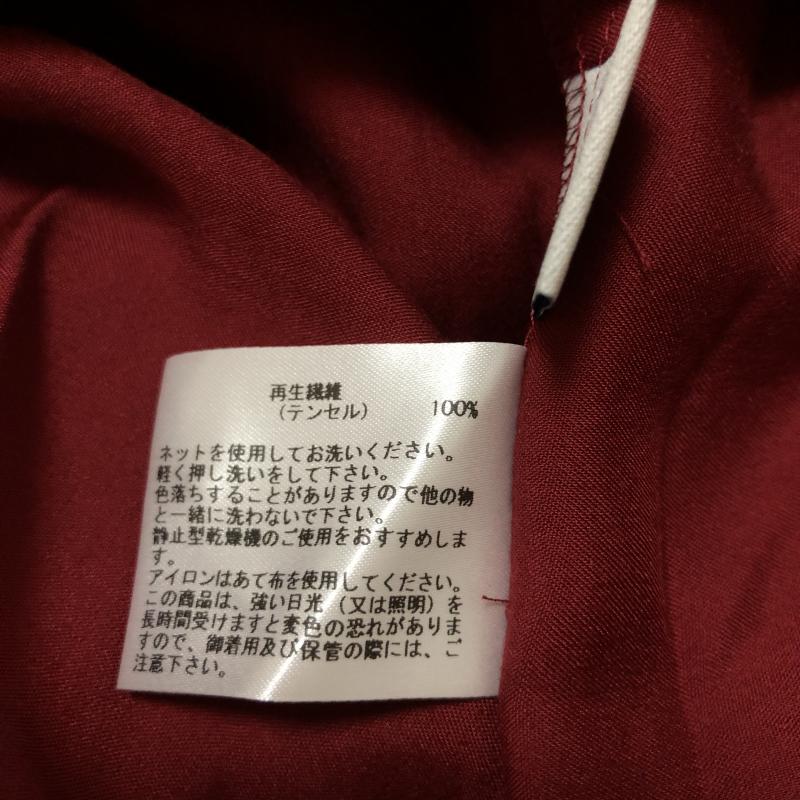 再生繊維
（テンセル） 100%
ネットを使用してお洗いください。
軽く押し洗いをして下さい。
色落ちすることがありますので他の物
と一緒に洗わないで下さい。
静止型乾燥機のご使用をおすすめしま
す。
アイロンはあて布を使用してください。
この商品は、強い日光（又は照明）を
長時間受けますと変色の恐れがありま
すので、御着用及び保管の際には、ご
注意下さい。